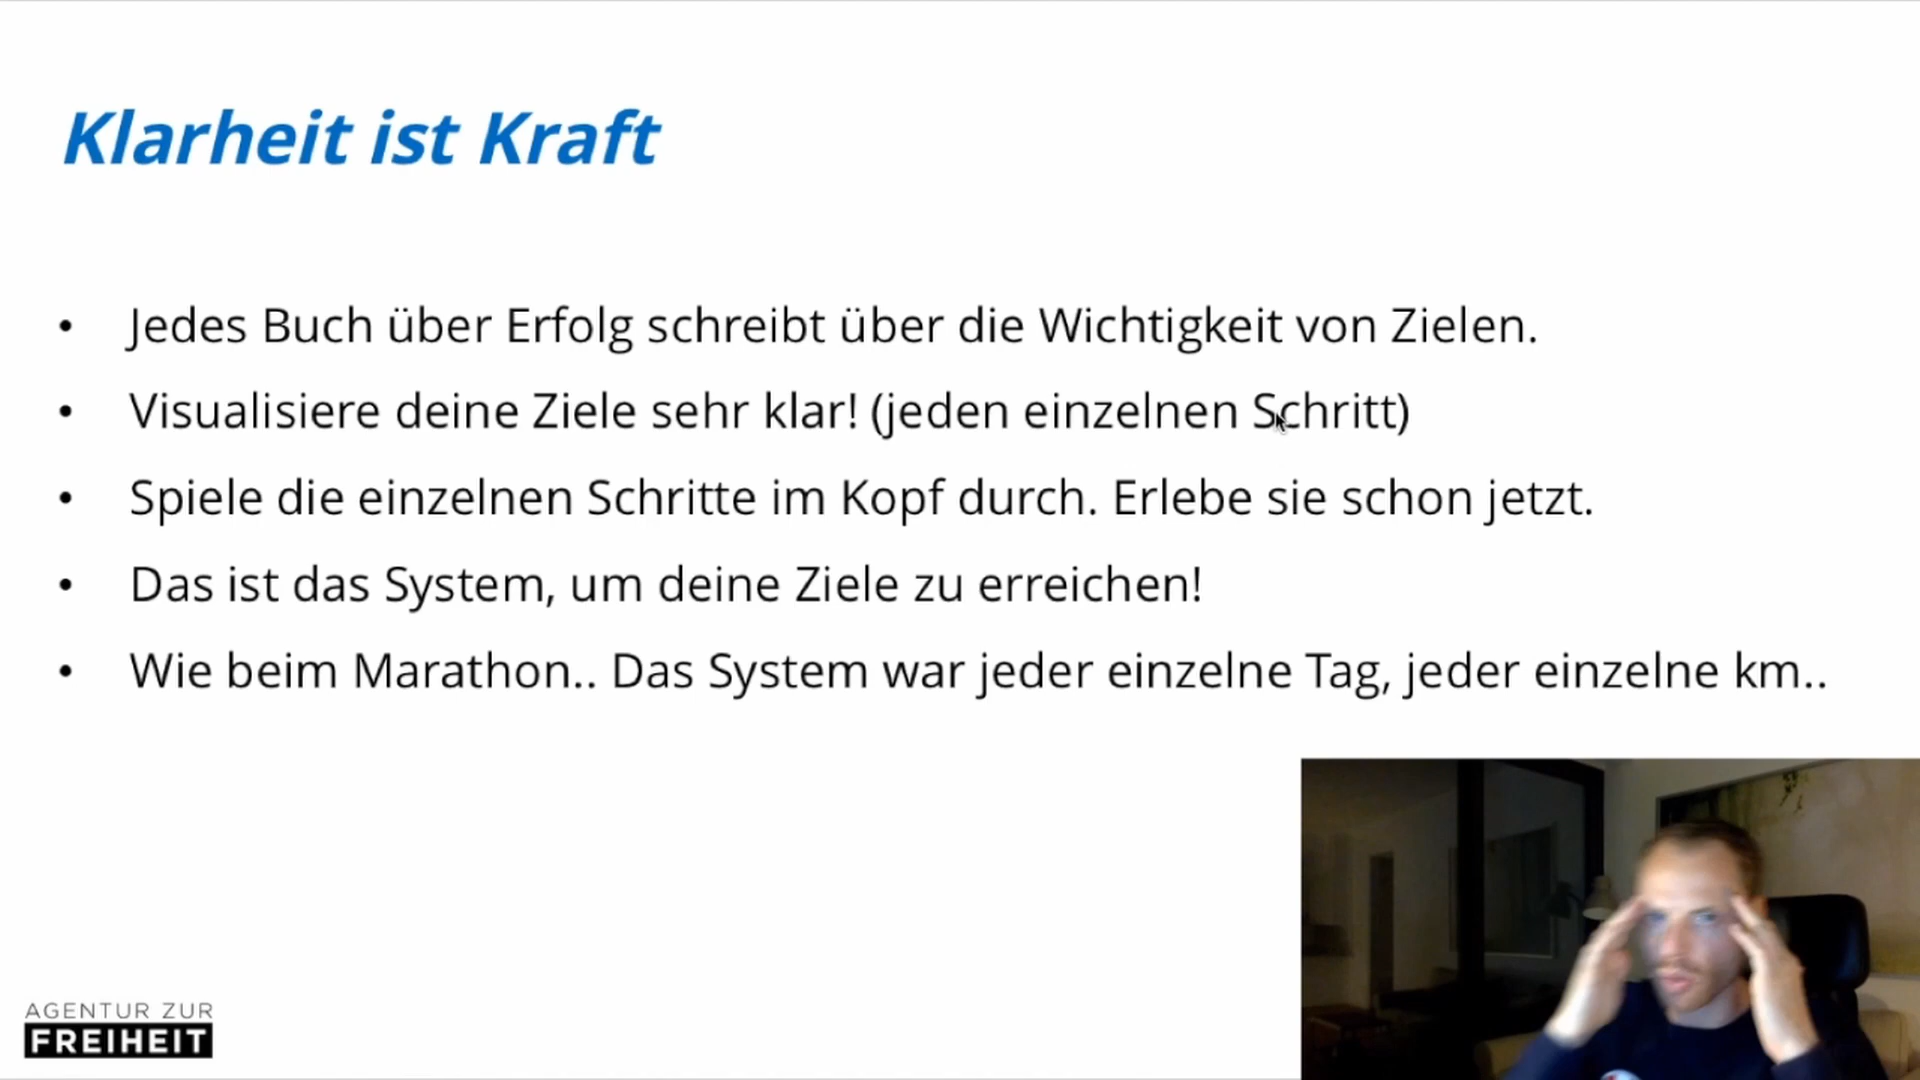 Klarheit ist Kraft
• Jedes Buch über Erfolg schreibt über die Wichtigkeit von Zielen.
• Visualisiere deine Ziele sehr klar! (jeden einzelnen Schritt)
• Spiele die einzelnen Schritte im Kopf durch. Erlebe sie schon jetzt.
• Das ist das System, um deine Ziele zu erreichen!
• Wie beim Marathon.. Das System war jeder einzelne Tag, jeder einzelne km..
AGENTUR ZUR
FREIHEIT